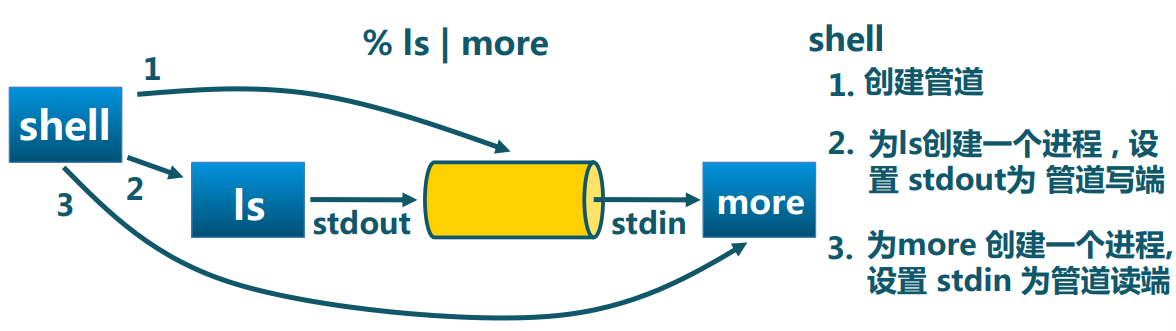 % ls | more
shell
1. 创建管道
2. 为ls创建一个进程，设
置 stdout为 管道写端
3. 为more 创建一个进程,
设置 stdin 为管道读端
1
shell
2
3
ls
stdout
stdin
more